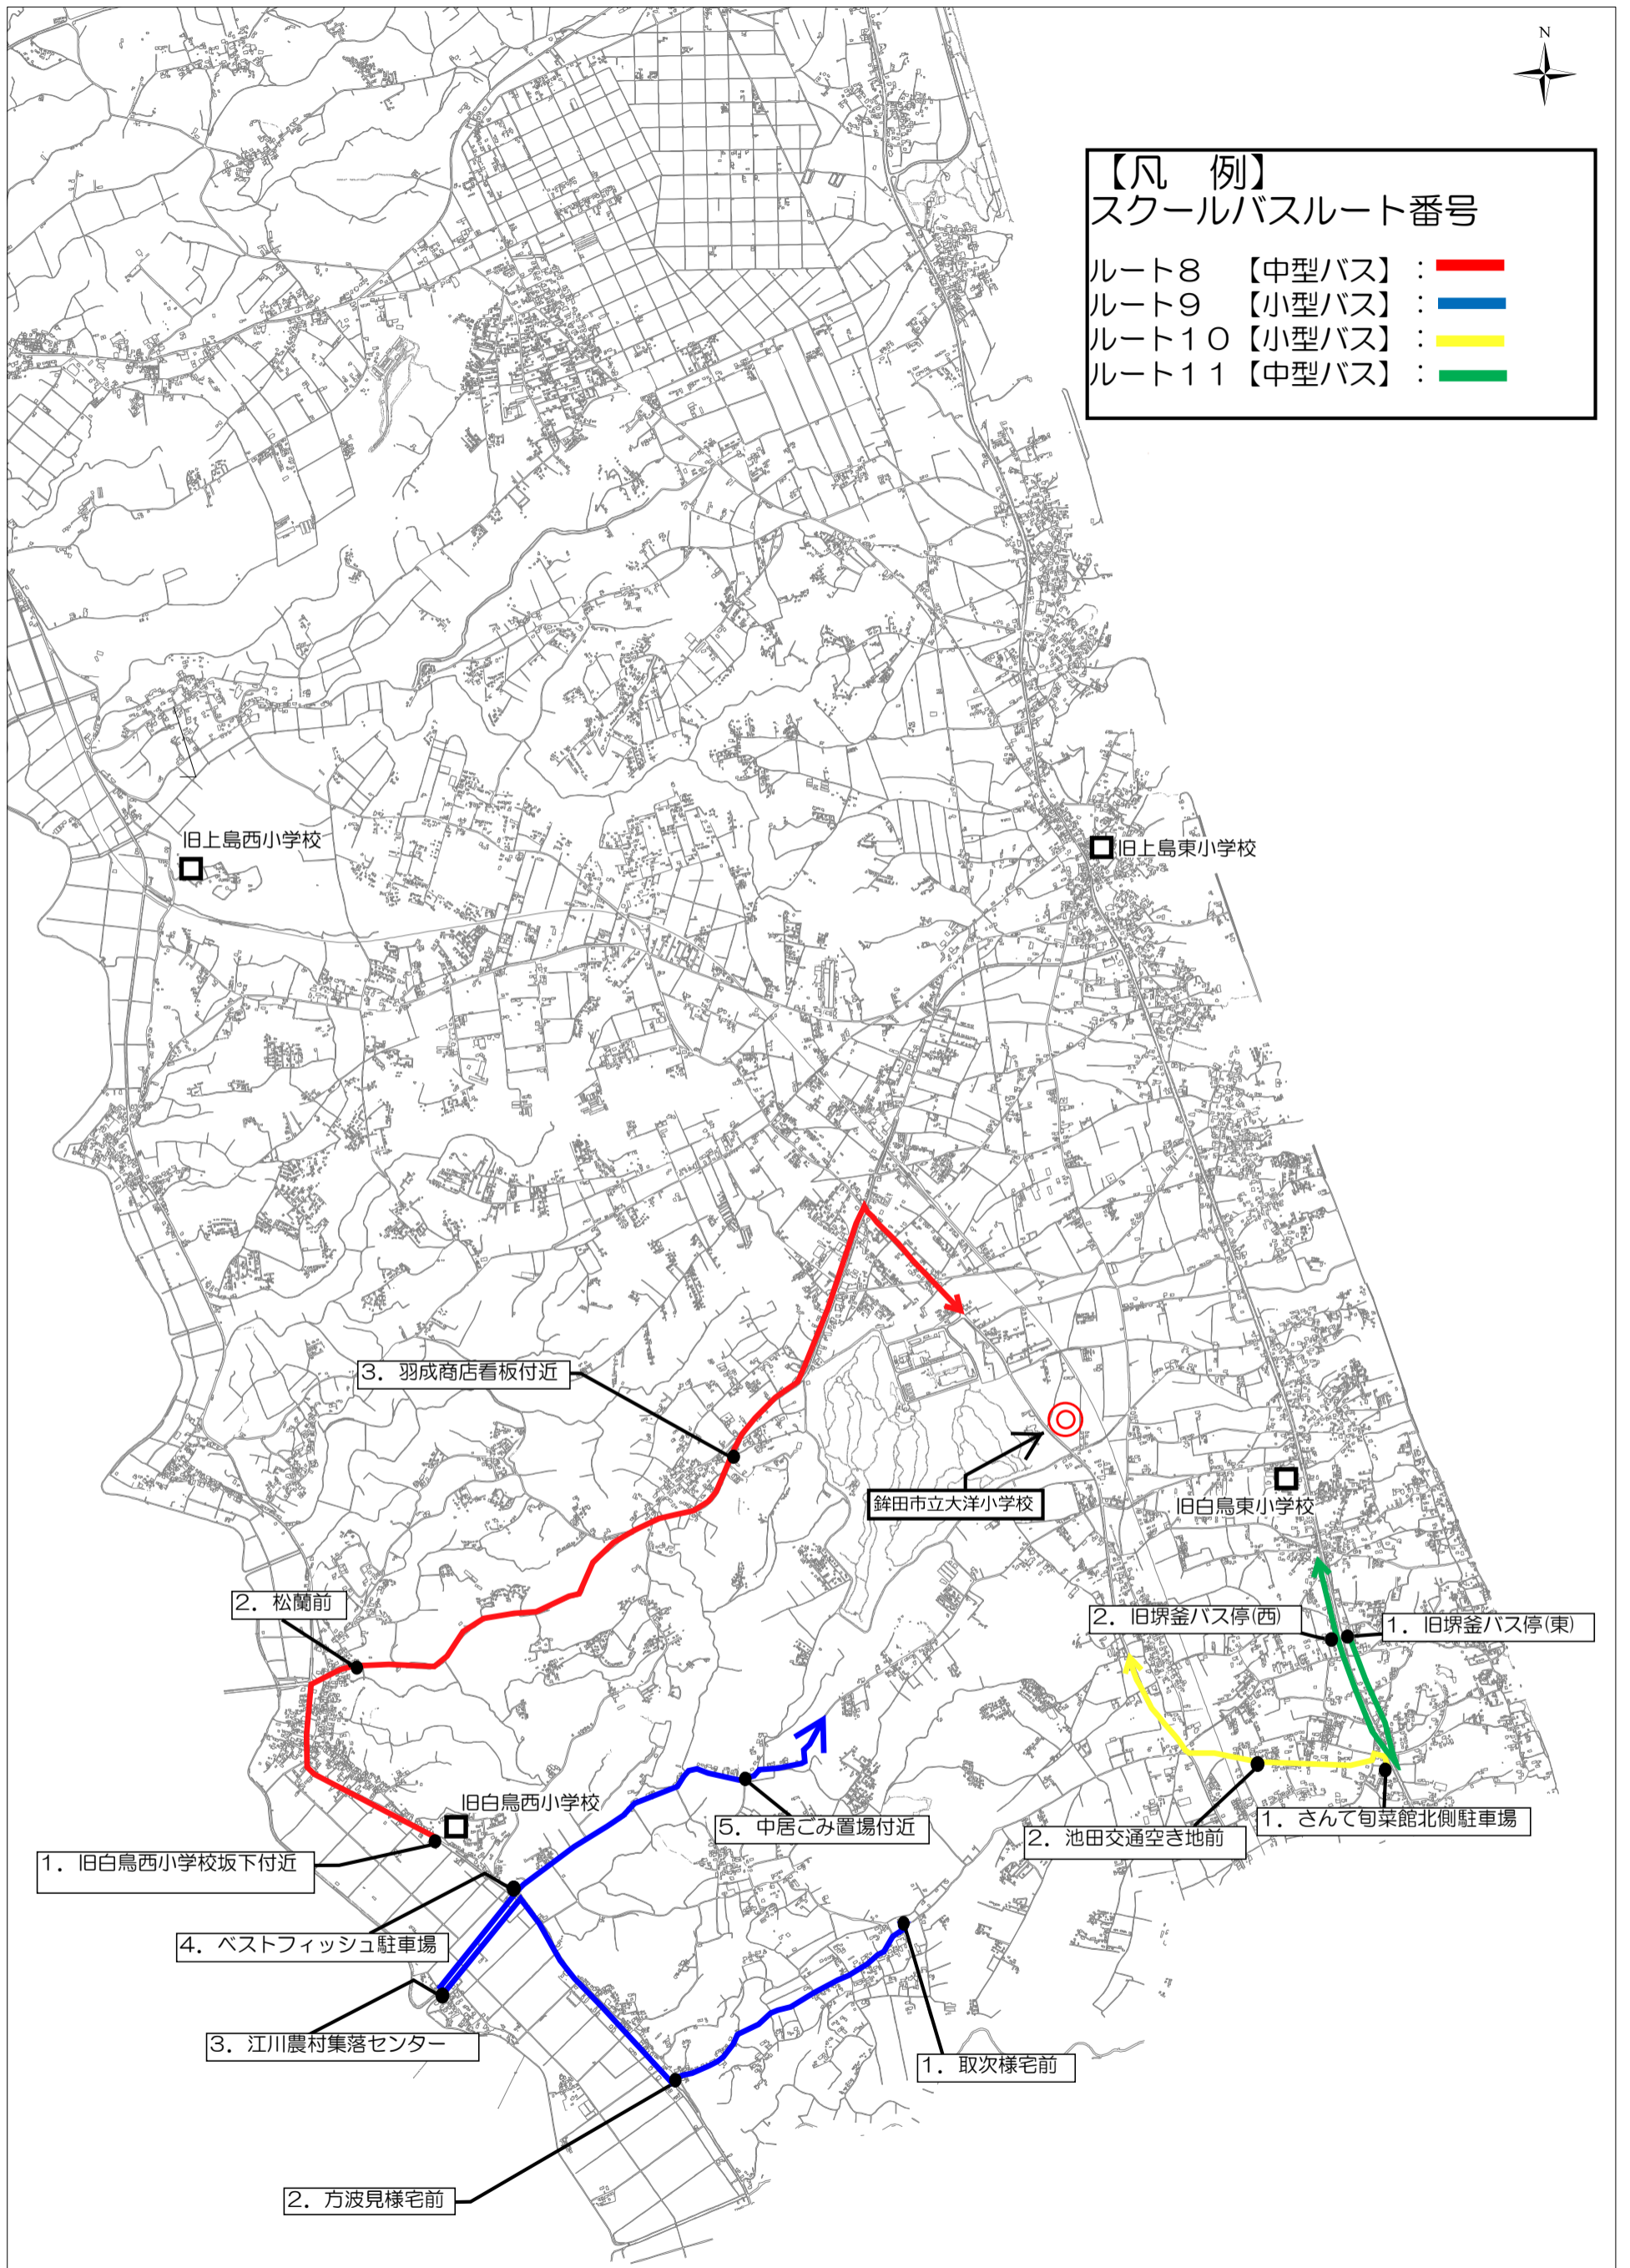 N
【凡　例】
スクールバスルート番号
ルート８　【中型バス】：
ルート９　【小型バス】：
ルート１０【小型バス】：
ルート１１【中型バス】：
旧上島西小学校
旧上島東小学校
３．羽成商店看板付近
鉾田市立大洋小学校
旧白鳥東小学校
２．松蘭前
２．旧堺釜バス停(西)
１．旧堺釜バス停(東)
旧白鳥西小学校
５．中居ごみ置場付近
２．池田交通空き地前
１．さんて旬菜館北側駐車場
１．旧白鳥西小学校坂下付近
４．ベストフィッシュ駐車場
３．江川農村集落センター
１．取次様宅前
２．方波見様宅前